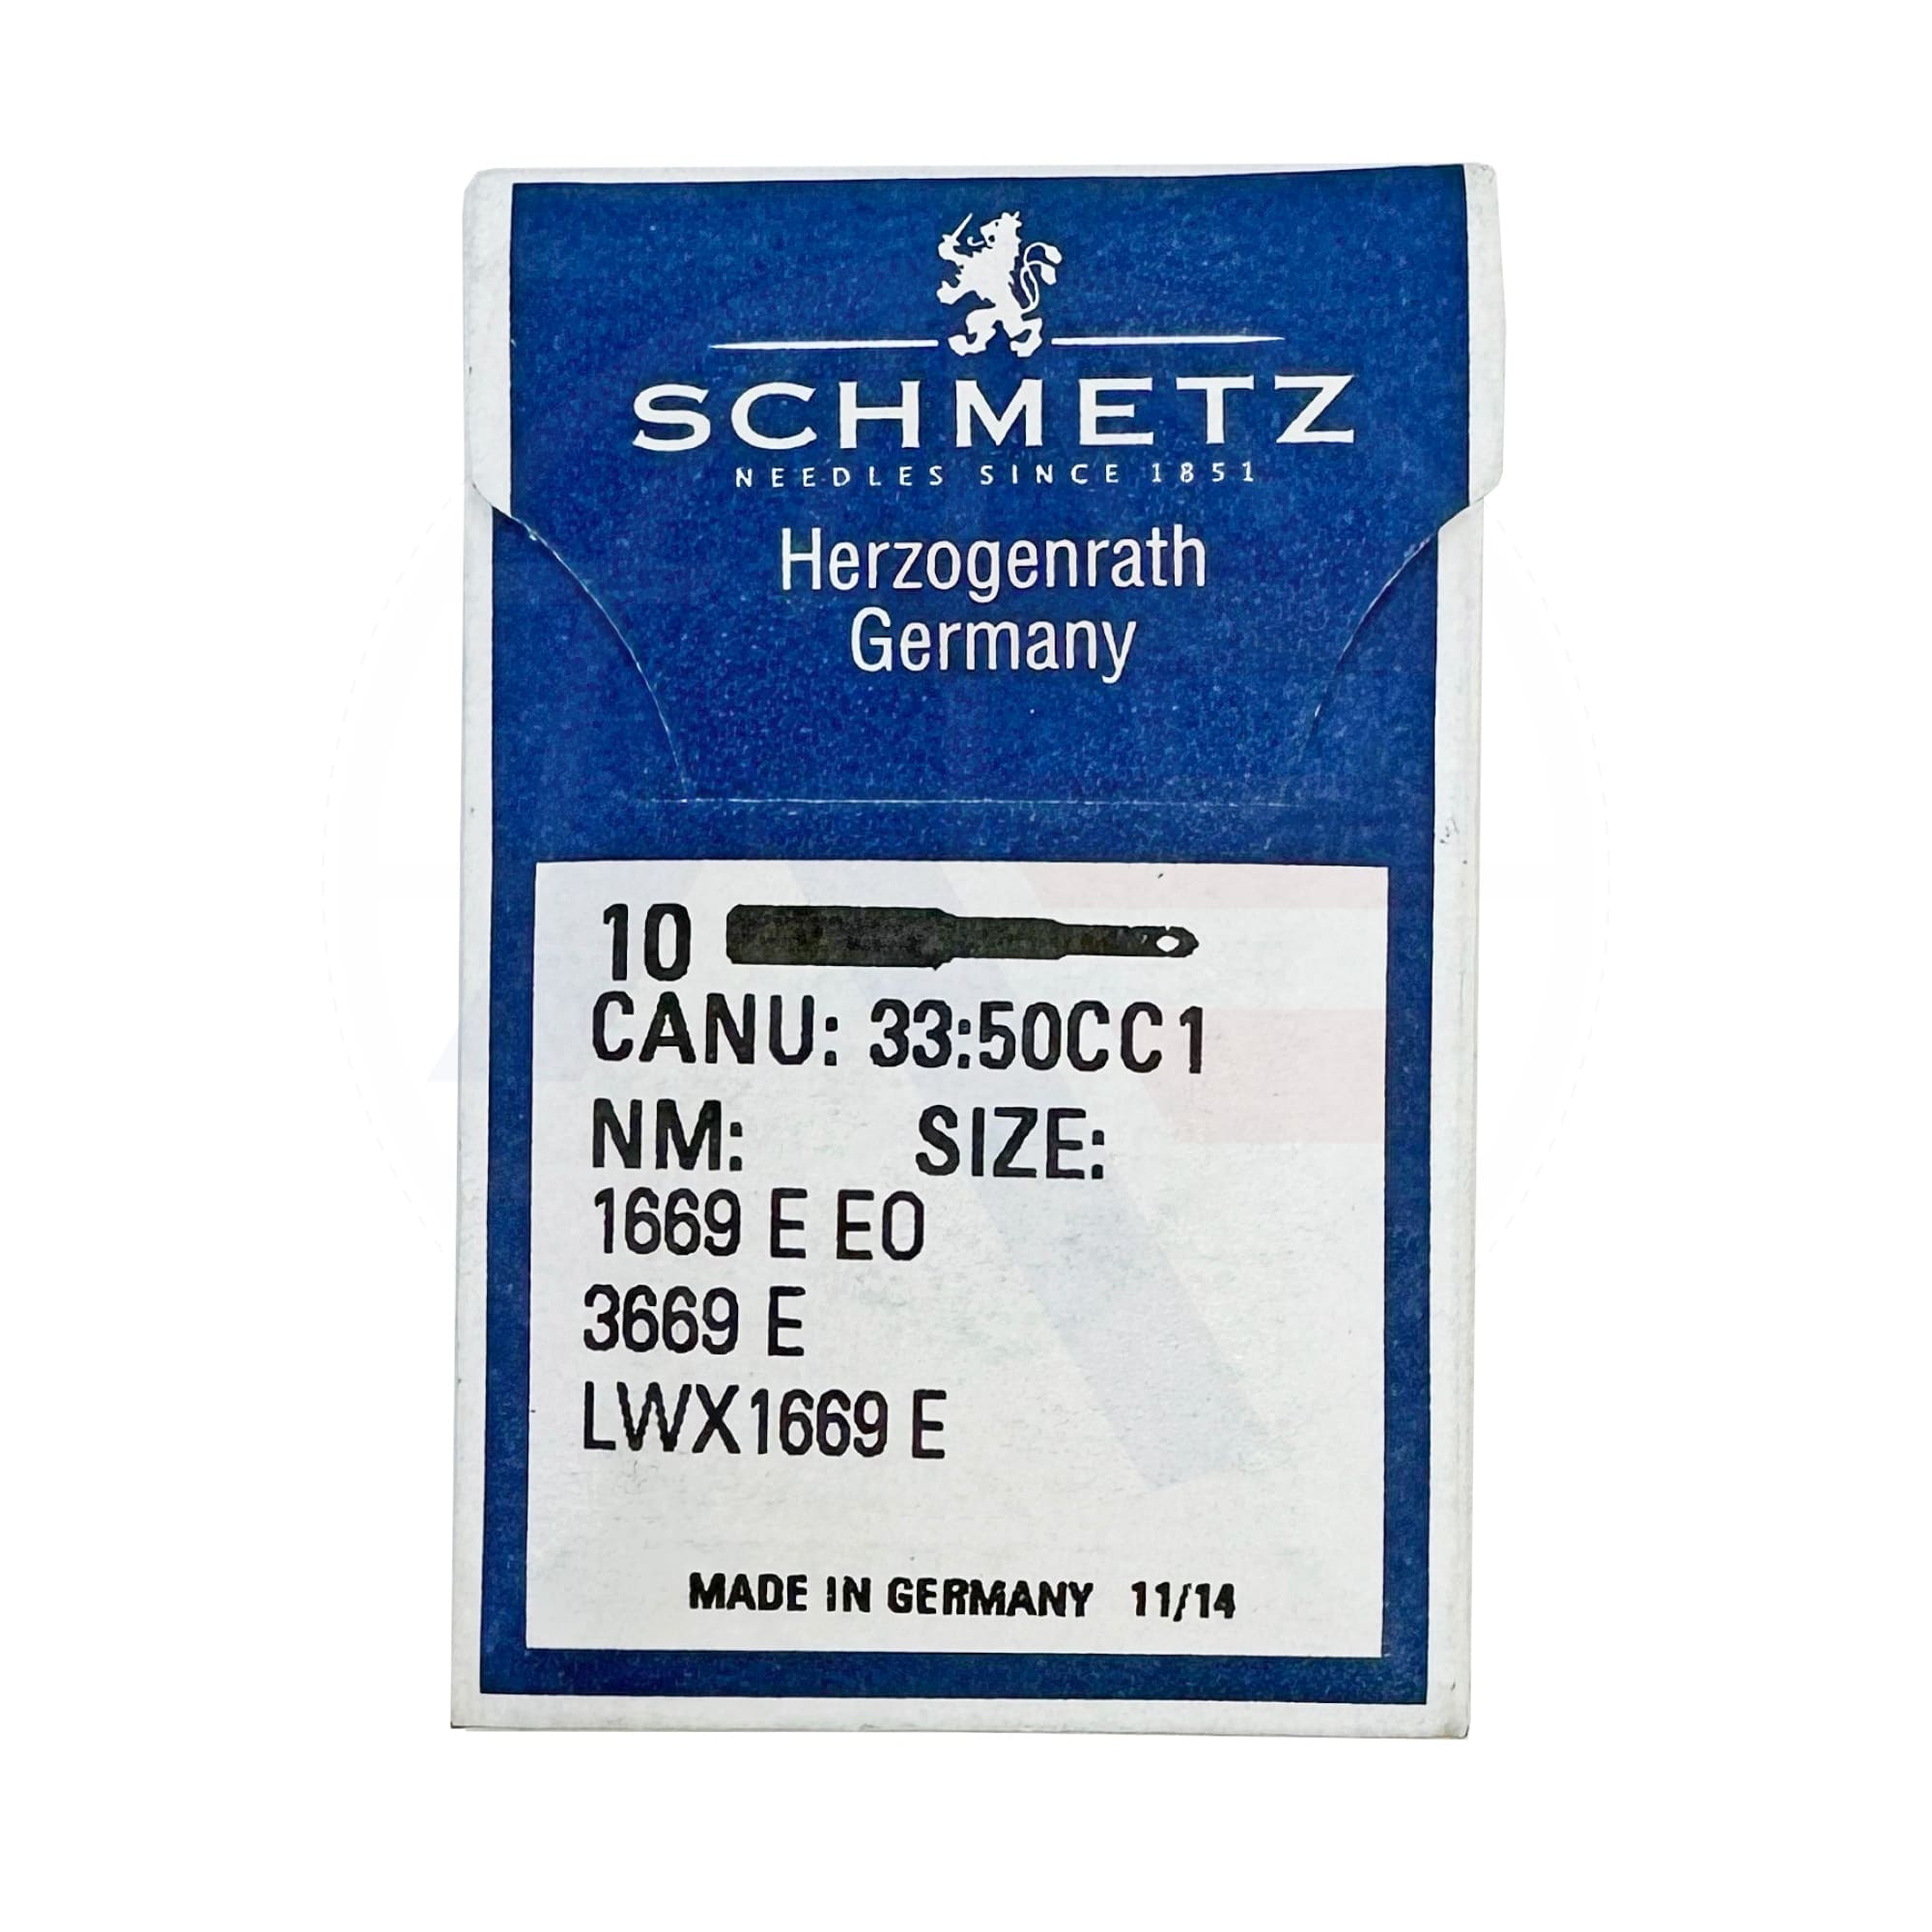 SCHMETZ
NEEDLES SINCE 1851
Herzogenrath
Germany
10
CANU: 33:50CC1
NM: SIZE:
1669 E EO
3669 E
LWX1669 E
MADE IN GERMANY 11/14